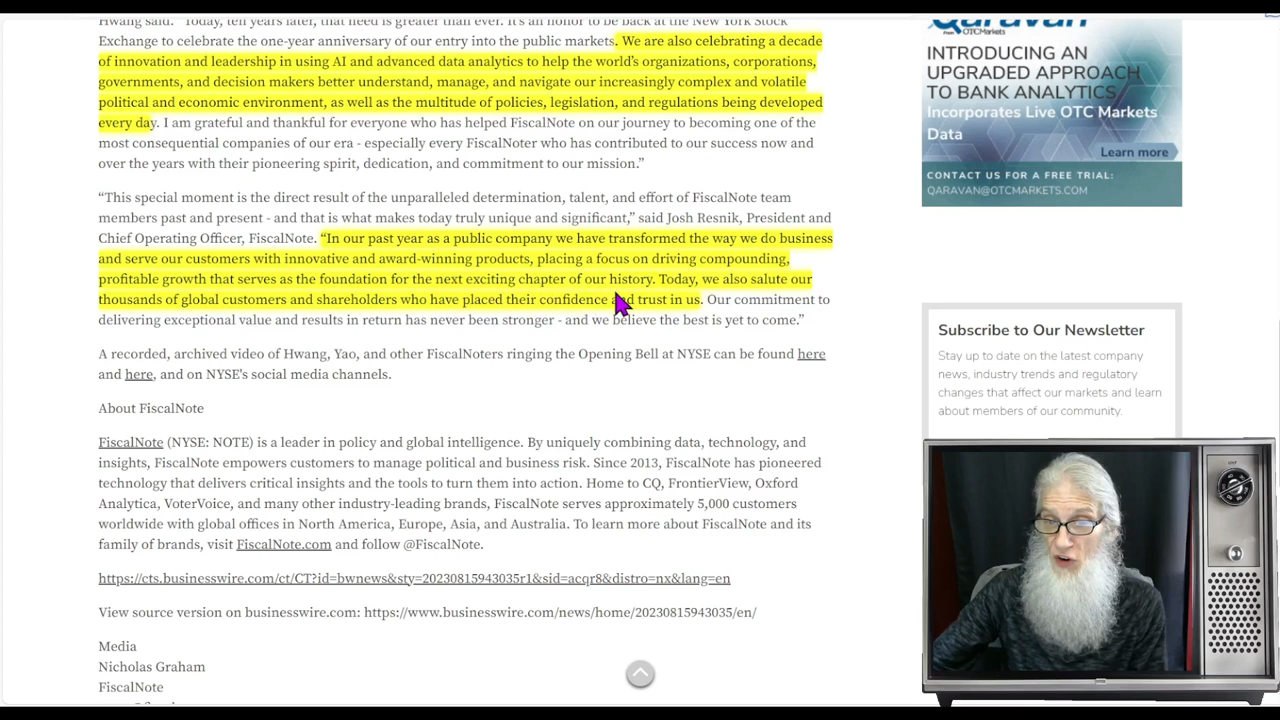 Hwang said. "Today, ten years later, that need is greater than ever. It's an honor to be back at the New York Stock
Exchange to celebrate the one-year anniversary of our entry into the public markets. We are also celebrating a decade
of innovation and leadership in using AI and advanced data analytics to help the world's organizations, corporations,
governments, and decision makers better understand, manage, and navigate our increasingly complex and volatile
political and economic environment, as well as the multitude of policies, legislation, and regulations being developed
every day. I am grateful and thankful for everyone who has helped FiscalNote on our journey to becoming one of the
most consequential companies of our era - especially every FiscalNoter who has contributed to our success now and
over the years with their pioneering spirit, dedication, and commitment to our mission.”
“This special moment is the direct result of the unparalleled determination, talent, and effort of FiscalNote team
members past and present - and that is what makes today truly unique and significant,” said Josh Resnik, President and
Chief Operating Officer, FiscalNote. “In our past year as a public company we have transformed the way we do business
and serve our customers with innovative and award-winning products, placing a focus on driving compounding,
profitable growth that serves as the foundation for the next exciting chapter of our history. Today, we also salute our
thousands of global customers and shareholders who have placed their confidence and trust in us. Our commitment to
delivering exceptional value and results in return has never been stronger - and we believe the best is yet to come.”
A recorded, archived video of Hwang, Yao, and other FiscalNoters ringing the Opening Bell at NYSE can be found here
and here, and on NYSE's social media channels.
About FiscalNote
FiscalNote (NYSE: NOTE) is a leader in policy and global intelligence. By uniquely combining data, technology, and
insights, FiscalNote empowers customers to manage political and business risk. Since 2013, FiscalNote has pioneered
technology that delivers critical insights and the tools to turn them into action. Home to CQ, FrontierView, Oxford
Analytica, VoterVoice, and many other industry-leading brands, FiscalNote serves approximately 5,000 customers
worldwide with global offices in North America, Europe, Asia, and Australia. To learn more about FiscalNote and its
family of brands, visit FiscalNote.com and follow @FiscalNote.
https://cts.businesswire.com/ct/CT?id=bwnews&sty=20230815943035r1&sid=acqr8&distro=nx&lang=en
View source version on businesswire.com: https://www.businesswire.com/news/home/20230815943035/en/
Media
Nicholas Graham
FiscalNote
Qaravan
from OTCMarkets
INTRODUCING AN
UPGRADED APPROACH
TO BANK ANALYTICS
Incorporates Live OTC Markets
Data
Learn more
CONTACT US FOR A FREE TRIAL:
QARAVAN@OTCMARKETS.COM
Subscribe to Our Newsletter
Stay up to date on the latest company
news, industry trends and regulatory
changes that affect our markets and learn
about members of our community.